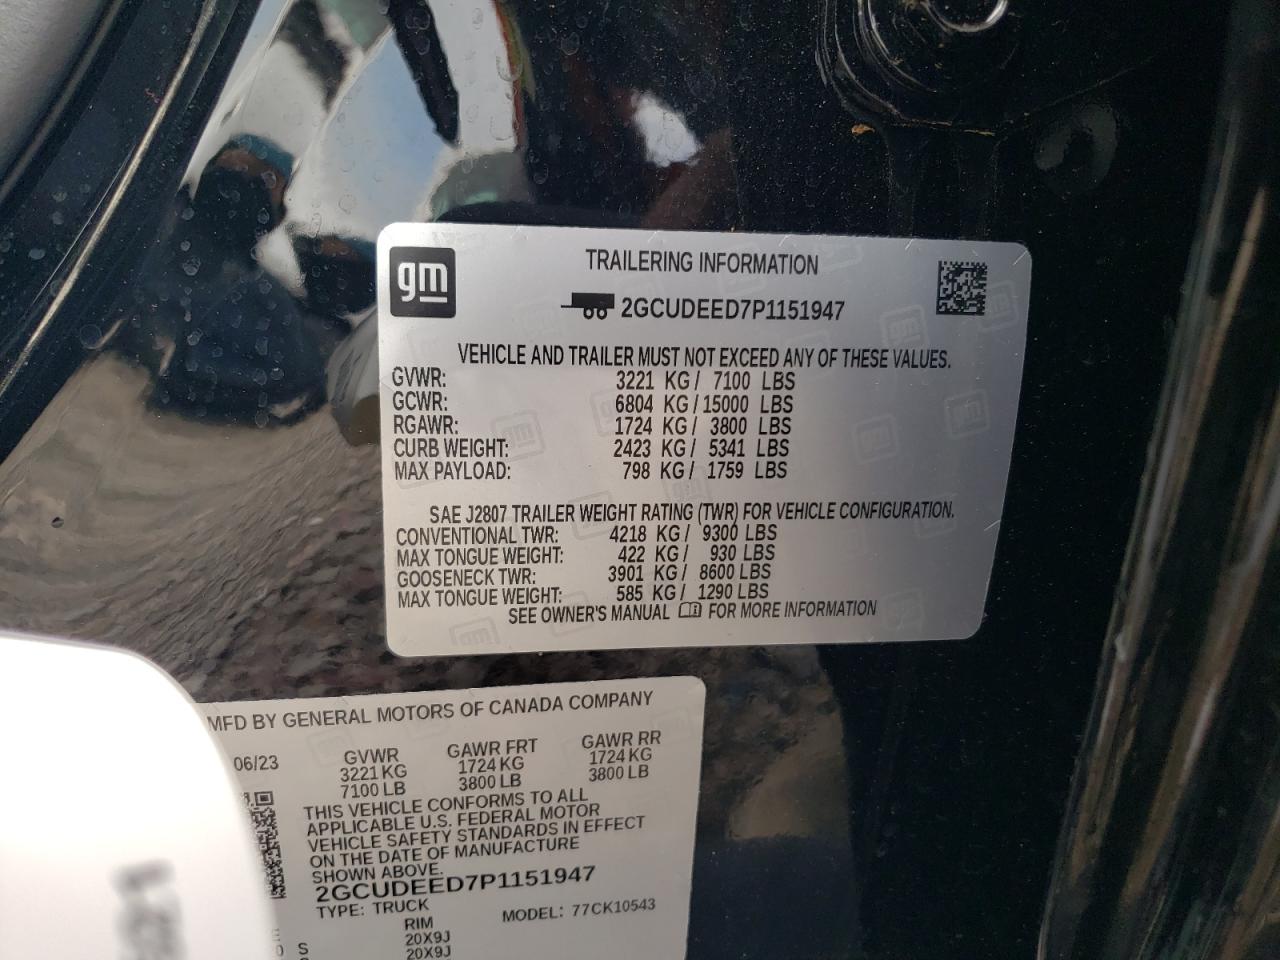 gm
TRAILERING INFORMATION
2GCUDEED7P1151947
VEHICLE AND TRAILER MUST NOT EXCEED ANY OF THESE VALUES.
GVWR: 3221 KG / 7100 LBS
GCWR: 6804 KG / 15000 LBS
RGAWR: 1724 KG / 3800 LBS
CURB WEIGHT: 2423 KG / 5341 LBS
MAX PAYLOAD: 798 KG / 1759 LBS
SAE J2807 TRAILER WEIGHT RATING (TWR) FOR VEHICLE CONFIGURATION.
CONVENTIONAL TWR: 4218 KG / 9300 LBS
MAX TONGUE WEIGHT: 422 KG / 930 LBS
GOOSENECK TWR: 3901 KG / 8600 LBS
MAX TONGUE WEIGHT: 585 KG / 1290 LBS
SEE OWNER'S MANUAL FOR MORE INFORMATION
MFD BY GENERAL MOTORS OF CANADA COMPANY
06/23 GVWR GAWR FRT GAWR RR
3221 KG 1724 KG 1724 KG
7100 LB 3800 LB 3800 LB
THIS VEHICLE CONFORMS TO ALL
APPLICABLE U.S. FEDERAL MOTOR
VEHICLE SAFETY STANDARDS IN EFFECT
ON THE DATE OF MANUFACTURE
SHOWN ABOVE.
2GCUDEED7P1151947
TYPE: TRUCK MODEL: 77CK10543
RIM
S 20X9J
20X9J